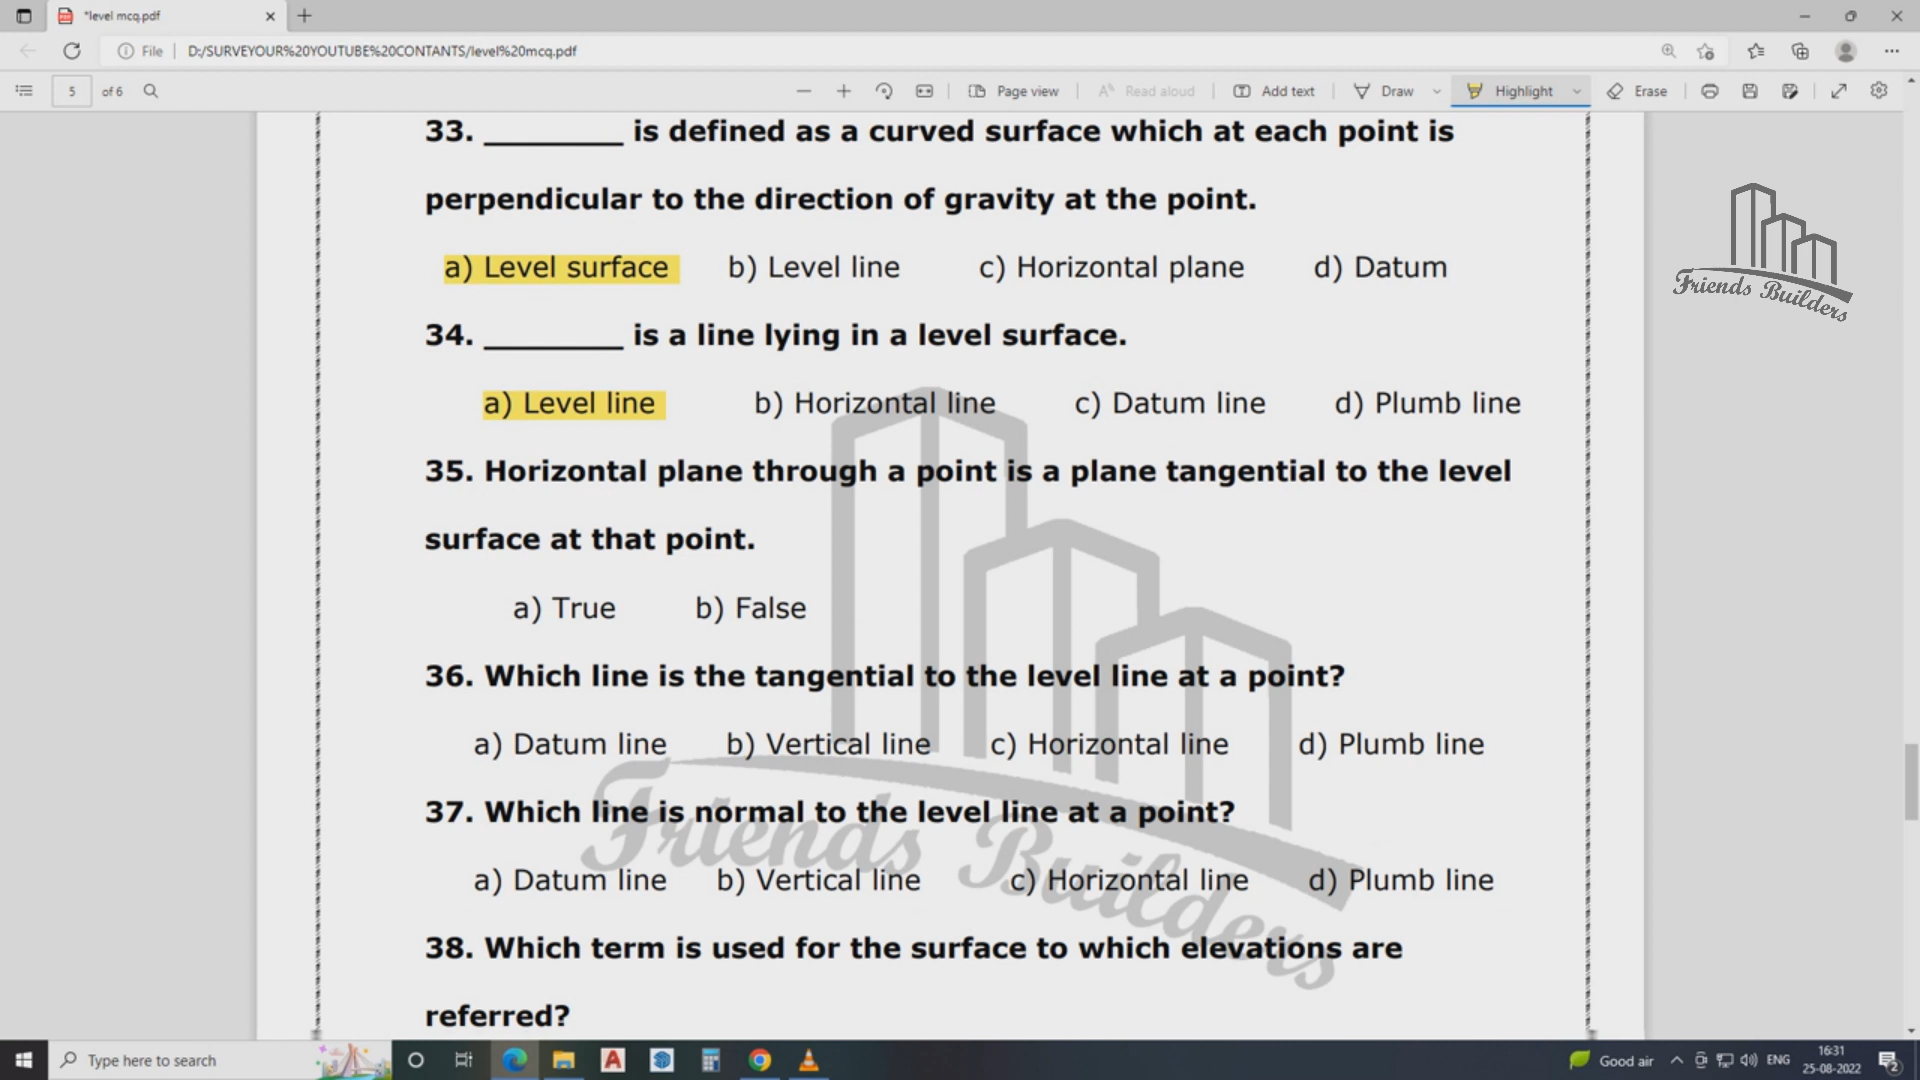 *level mcq.pdf
File
D:/SURVEYOUR%20YOUTUBE%20CONTANTS/level%20mcq.pdf
5 of 6
Page view
Read aloud
Add text
Draw
Highlight
Erase
33. ________ is defined as a curved surface which at each point is
perpendicular to the direction of gravity at the point.
a) Level surface b) Level line c) Horizontal plane d) Datum
Friends Builders
34. ________ is a line lying in a level surface.
a) Level line b) Horizontal line c) Datum line d) Plumb line
35. Horizontal plane through a point is a plane tangential to the level
surface at that point.
a) True b) False
36. Which line is the tangential to the level line at a point?
a) Datum line b) Vertical line c) Horizontal line d) Plumb line
37. Which line is normal to the level line at a point?
Friends Builders
a) Datum line b) Vertical line c) Horizontal line d) Plumb line
38. Which term is used for the surface to which elevations are
referred?
Type here to search
Good air
ENG
16:31
25-08-2022
2